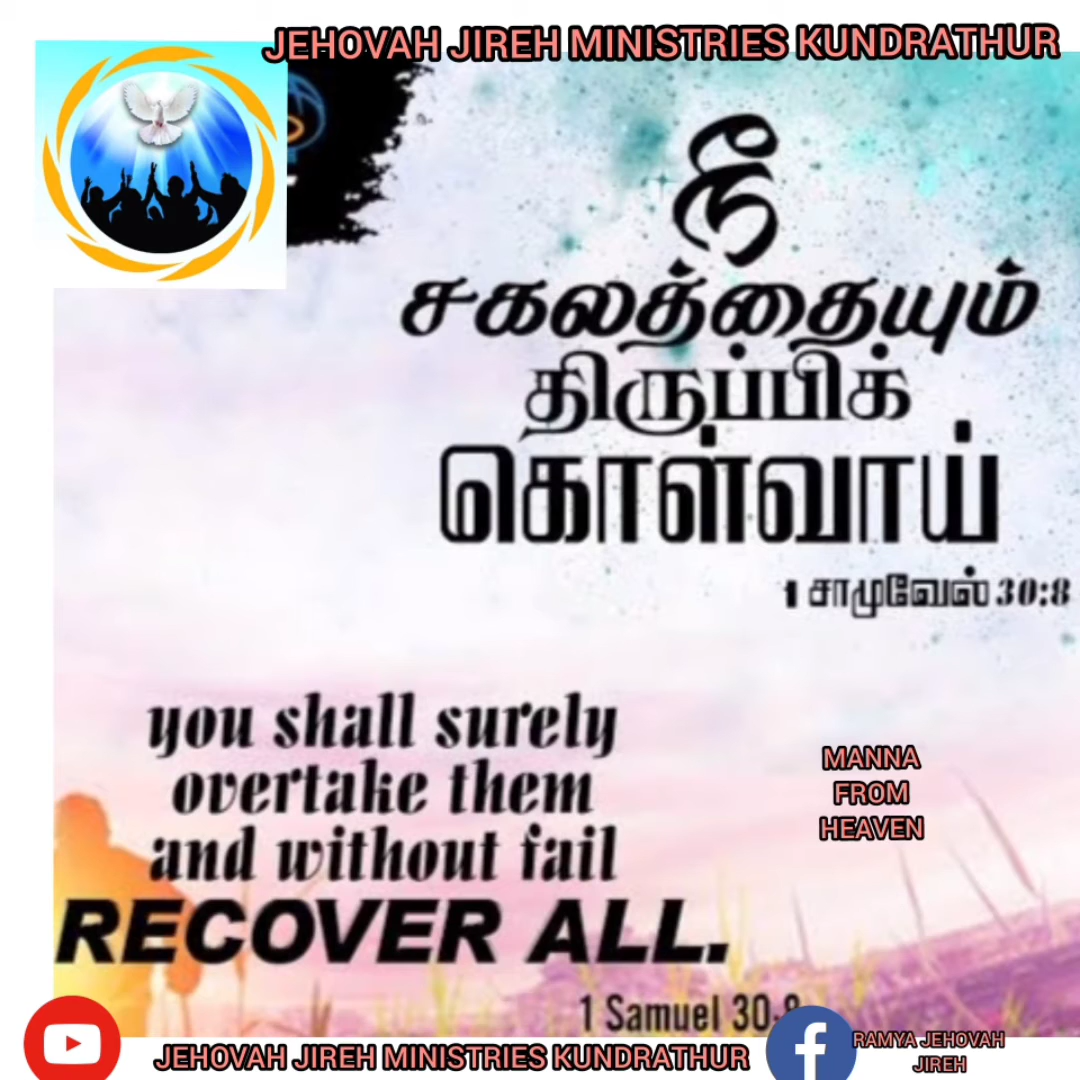 JEHOVAH JIREH MINISTRIES KUNDRATHUR
நீ
சகலத்தையும்
திருப்பிக்
கொள்வாய்
1 சாமுவேல் 30:8
you shall surely
overtake them
and without fail
RECOVER ALL.
MANNA
FROM
HEAVEN
1 Samuel 30:8
JEHOVAH JIREH MINISTRIES KUNDRATHUR
RAMYA JEHOVAH
JIREH